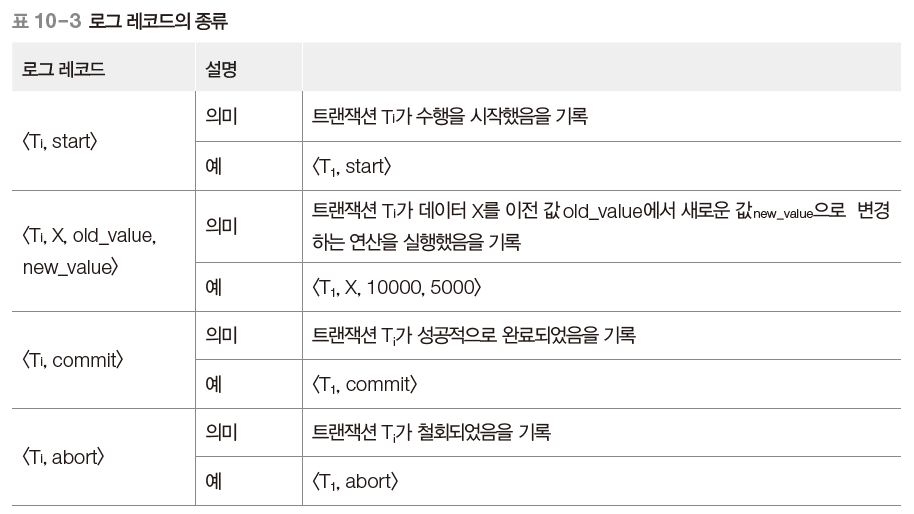 표 10-3 로그 레코드의 종류
로그 레코드 설명
〈Ti, start〉
의미 트랜잭션 Ti가 수행을 시작했음을 기록
예 〈T1, start〉
〈Ti, X, old_value,
new_value〉
의미 트랜잭션 Ti가 데이터 X를 이전 값old_value에서 새로운 값new_value으로 변경
하는 연산을 실행했음을 기록
예 〈T1, X, 10000, 5000〉
〈Ti, commit〉
의미 트랜잭션 Ti가 성공적으로 완료되었음을 기록
예 〈T1, commit〉
〈Ti, abort〉
의미 트랜잭션 Ti가 철회되었음을 기록
예 〈T1, abort〉